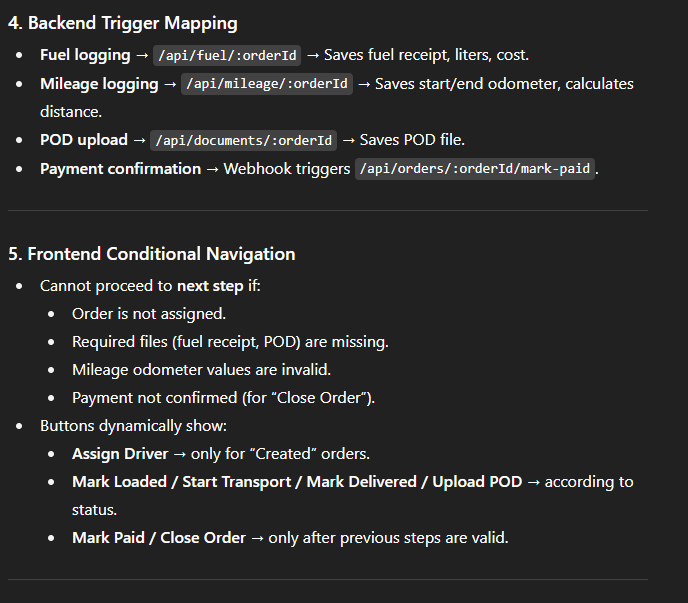 4. Backend Trigger Mapping
• Fuel logging → /api/fuel/:orderId → Saves fuel receipt, liters, cost.
• Mileage logging → /api/mileage/:orderId → Saves start/end odometer, calculates
distance.
• POD upload → /api/documents/:orderId → Saves POD file.
• Payment confirmation → Webhook triggers /api/orders/:orderId/mark-paid.
5. Frontend Conditional Navigation
• Cannot proceed to next step if:
• Order is not assigned.
• Required files (fuel receipt, POD) are missing.
• Mileage odometer values are invalid.
• Payment not confirmed (for “Close Order”).
• Buttons dynamically show:
• Assign Driver → only for “Created” orders.
• Mark Loaded / Start Transport / Mark Delivered / Upload POD → according to
status.
• Mark Paid / Close Order → only after previous steps are valid.